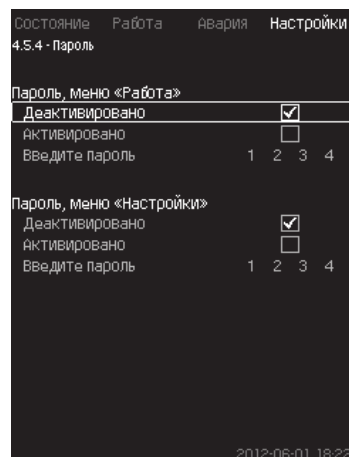 Состояние Работа Авария Настройки
4.5.4 - Пароль
Пароль, меню «Работа»
Деактивировано
Активировано
Введите пароль 1 2 3 4
Пароль, меню «Настройки»
Деактивировано
Активировано
Введите пароль 1 2 3 4
2012-06-01 18:22